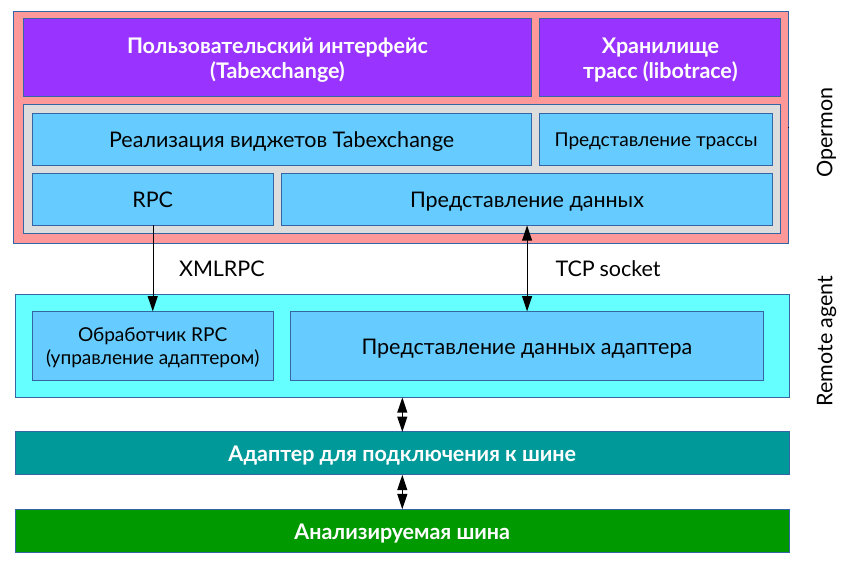 Пользовательский интерфейс
(Tabexchange)
Хранилище
трасс (libotrace)
Реализация виджетов Tabexchange
Представление трассы
RPC
Представление данных
Opermon
XMLRPC
TCP socket
Обработчик RPC
(управление адаптером)
Представление данных адаптера
Remote agent
Адаптер для подключения к шине
Анализируемая шина